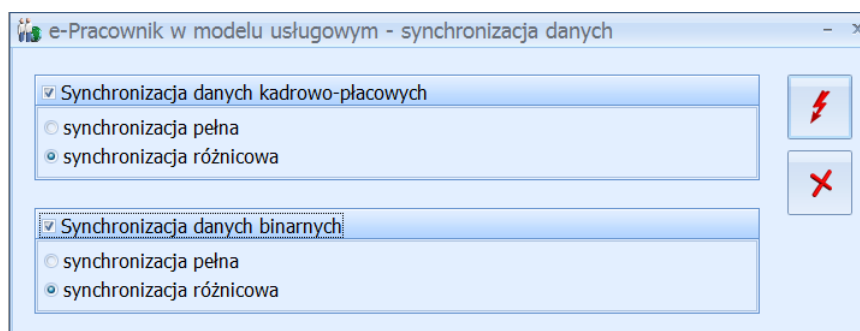 e-Pracownik w modelu usługowym - synchronizacja danych
Synchronizacja danych kadrowo-płacowych
synchronizacja pełna
synchronizacja różnicowa
Synchronizacja danych binarnych
synchronizacja pełna
synchronizacja różnicowa